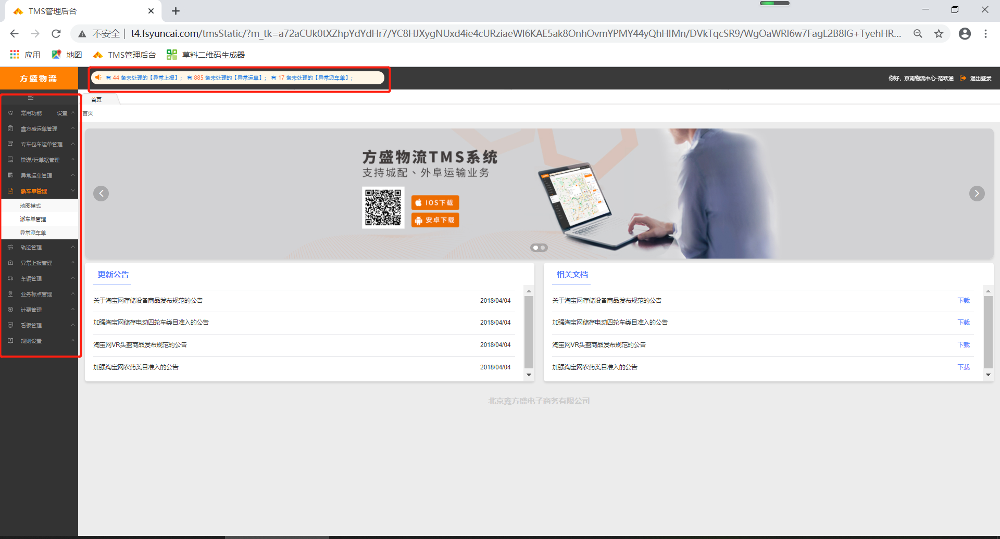 TMS管理后台
不安全 | t4.fsyuncai.com/tmsStatic/?m_tk=a72aCUk0tXZhpYdYdHr7/YC8HJXygNUxd4ie4cURziaeWl6KAE5ak8OnhOvmYPMY44yQhHIMn/DVkTqcSR9/WgOaWRl6w7FagL2B8lG+TyehHR...
应用 地图 TMS管理后台 草料二维码生成器
方盛物流
有 44 条未处理的【异常上报】; 有 885 条未处理的【异常运单】; 有 17 条未处理的【异常派车单】;
你好, 京南物流中心-范跃通 退出登录
首页
首页
常用功能 设置
鑫方盛运单管理
专车包车运单管理
快递/运单据管理
异常运单管理
派车单管理
地图模式
派车单管理
异常派车单
轨迹管理
异常上报管理
车辆管理
业务标点管理
计费管理
看板管理
规则设置
方盛物流TMS系统
支持城配、外阜运输业务
IOS下载
安卓下载
更新公告
关于淘宝网存储设备商品发布规范的公告 2018/04/04
加强淘宝网储存电动四轮车类目准入的公告 2018/04/04
淘宝网VR头盔商品发布规范的公告 2018/04/04
加强淘宝网农药类目准入的公告 2018/04/04
相关文档
关于淘宝网存储设备商品发布规范的公告 下载
加强淘宝网储存电动四轮车类目准入的公告 下载
淘宝网VR头盔商品发布规范的公告 下载
加强淘宝网农药类目准入的公告 下载
北京鑫方盛电子商务有限公司